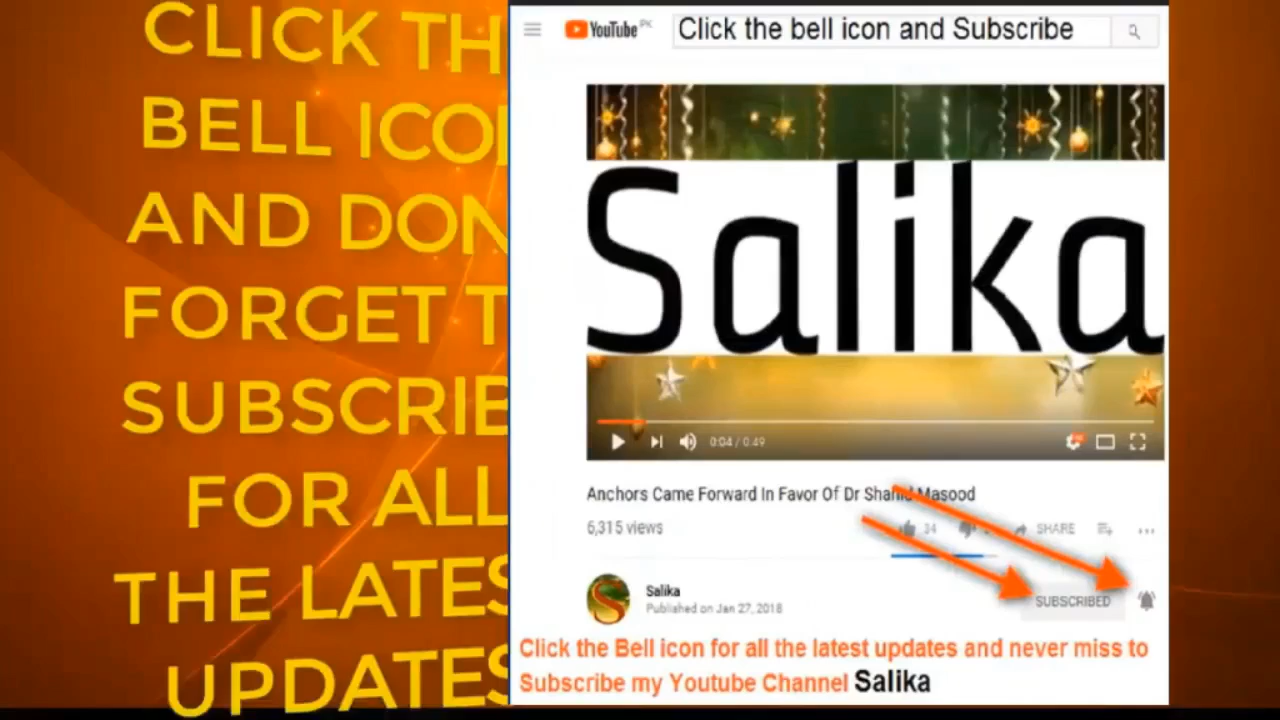 CLICK TH
BELL ICO
AND DON
FORGET T
SUBSCRIB
FOR ALL
THE LATES
UPDATES
YouTube PK
Click the bell icon and Subscribe
Salika
0:04 / 0:49
Anchors Came Forward In Favor Of Dr Shahid Masood
6,315 views
34
SHARE
Salika
Published on Jan 27, 2018
SUBSCRIBED
Click the Bell icon for all the latest updates and never miss to
Subscribe my Youtube Channel Salika